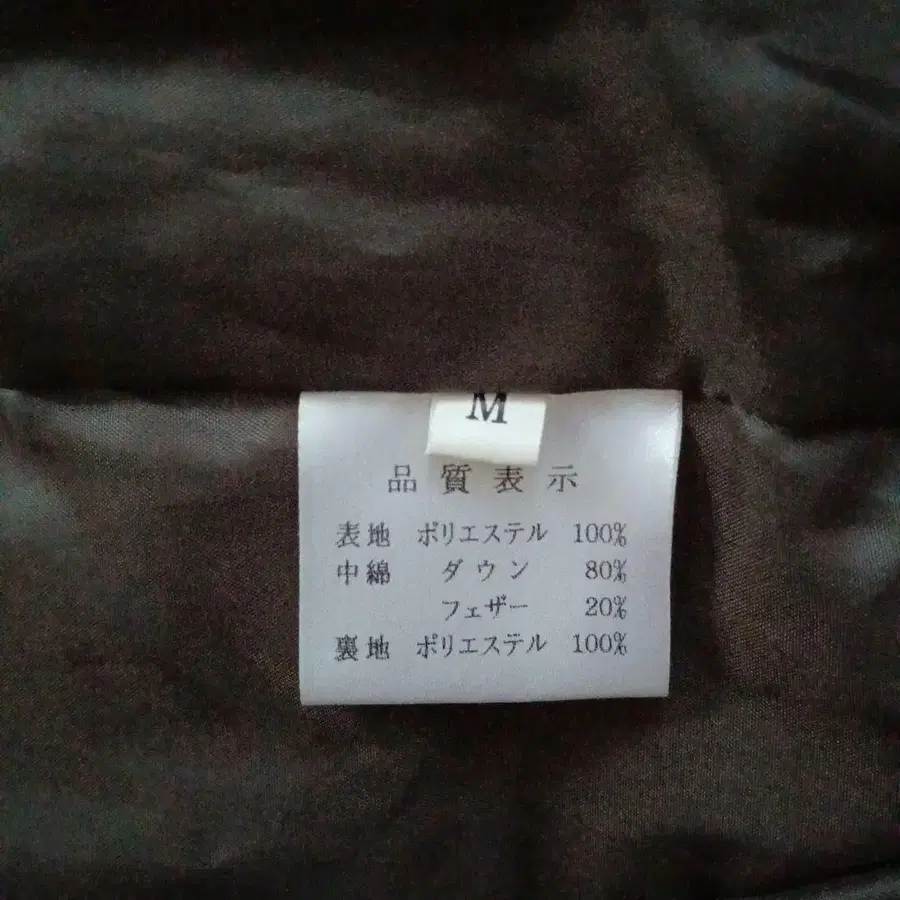 M
品質表示
表地 ポリエステル 100%
中綿 ダウン 80%
フェザー 20%
裏地 ポリエステル 100%